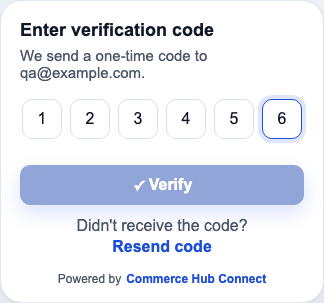 Enter verification code
We send a one-time code to
qa@example.com.
1 2 3 4 5 6
✓ Verify
Didn't receive the code?
Resend code
Powered by Commerce Hub Connect